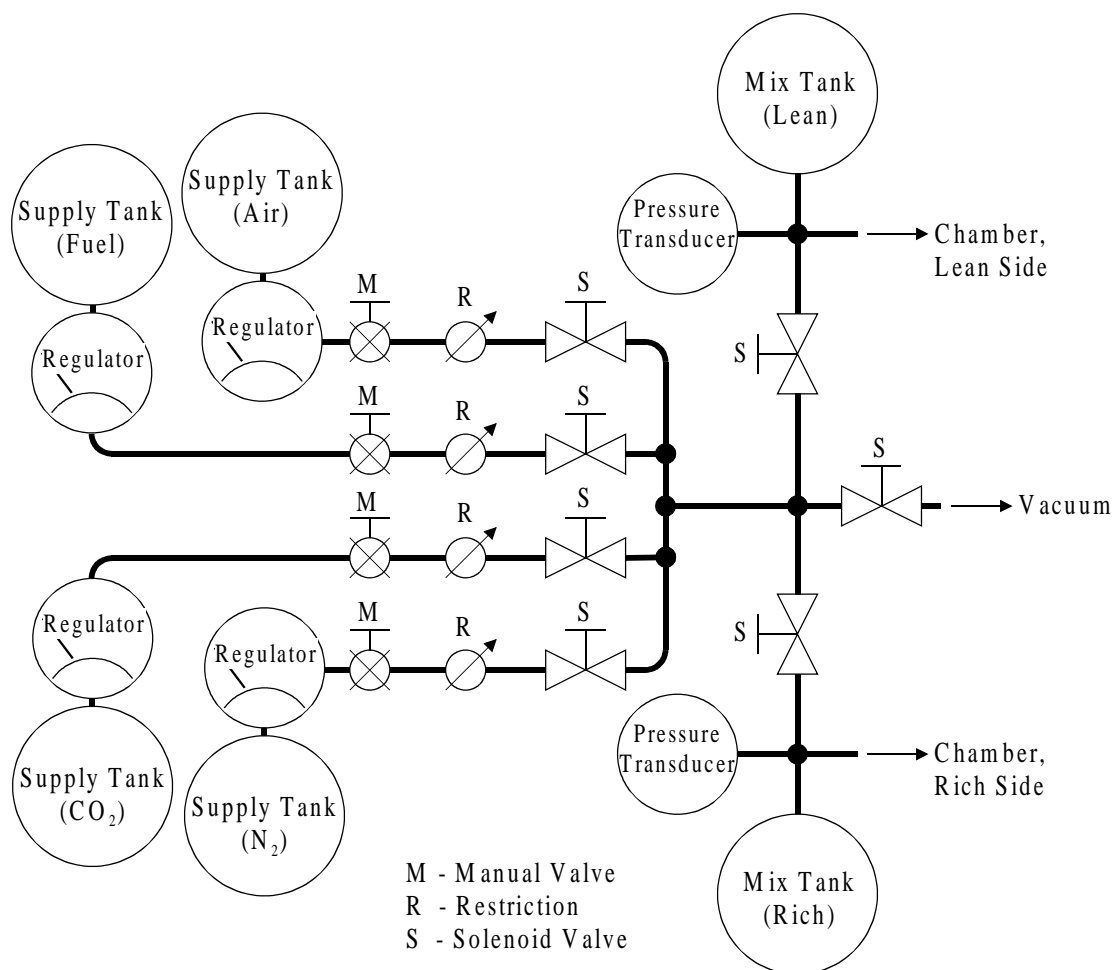 Mix Tank
(Lean)
Supply Tank
(Air)
Supply Tank
(Fuel)
Pressure
Transducer
Chamber,
Lean Side
M
R
S
Regulator
Regulator
S
M
R
S
S
Vacuum
M
R
S
Regulator
M
R
S
S
Regulator
Pressure
Transducer
Chamber,
Rich Side
Supply Tank
(CO₂)
Supply Tank
(N₂)
M - Manual Valve
R - Restriction
S - Solenoid Valve
Mix Tank
(Rich)